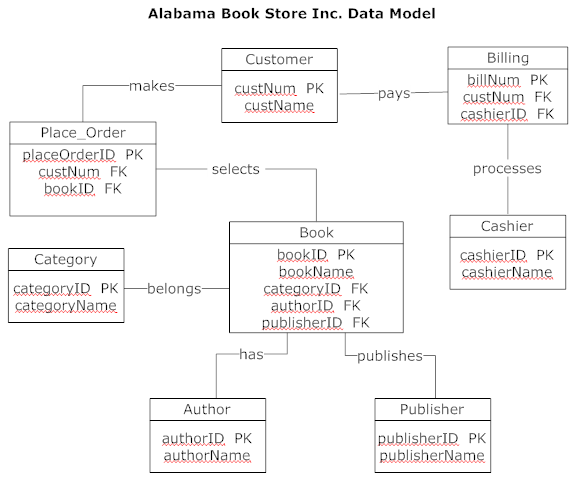 Alabama Book Store Inc. Data Model
Customer
custNum PK
custName
Billing
billNum PK
custNum FK
cashierID FK
makes
pays
Place_Order
placeOrderID PK
custNum FK
bookID FK
selects
processes
Book
bookID PK
bookName
categoryID FK
authorID FK
publisherID FK
Cashier
cashierID PK
cashierName
Category
categoryID PK
categoryName
belongs
has
publishes
Author
authorID PK
authorName
Publisher
publisherID PK
publisherName